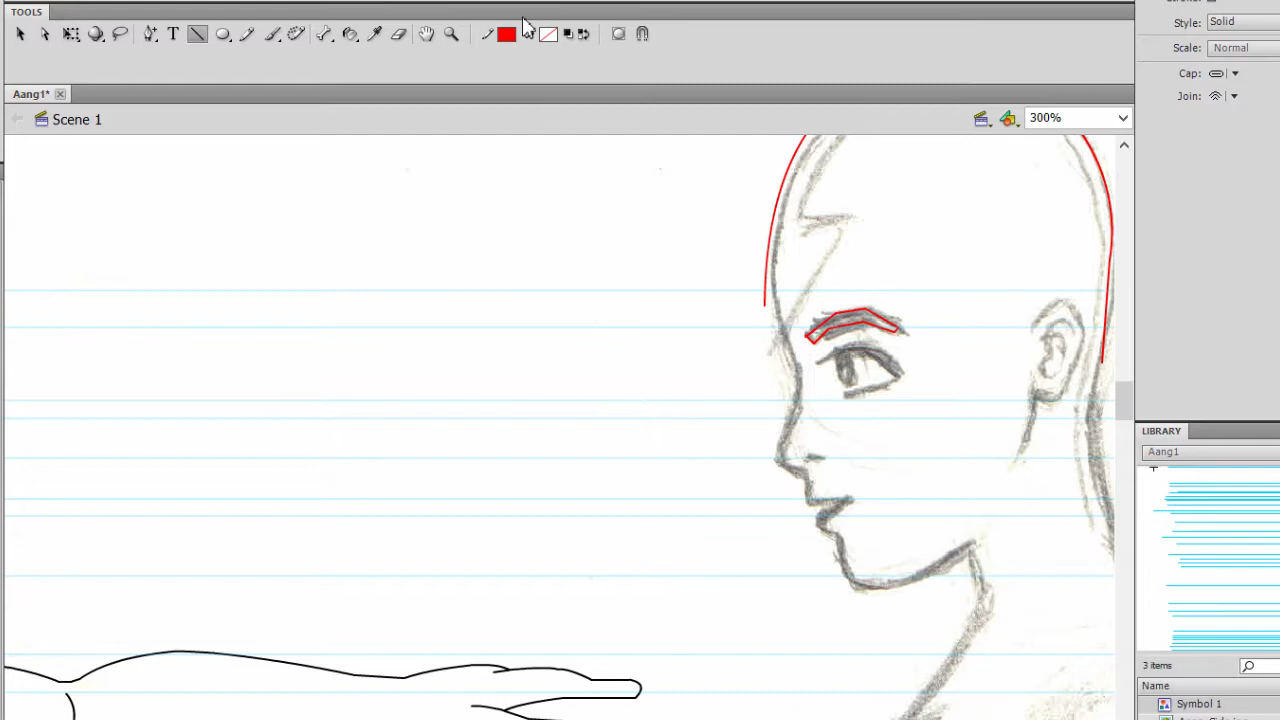 TOOLS
T
Style: Solid
Scale: Normal
Cap:
Join:
Aang1*
Scene 1
300%
LIBRARY
Aang1
3 items
Name
Symbol 1